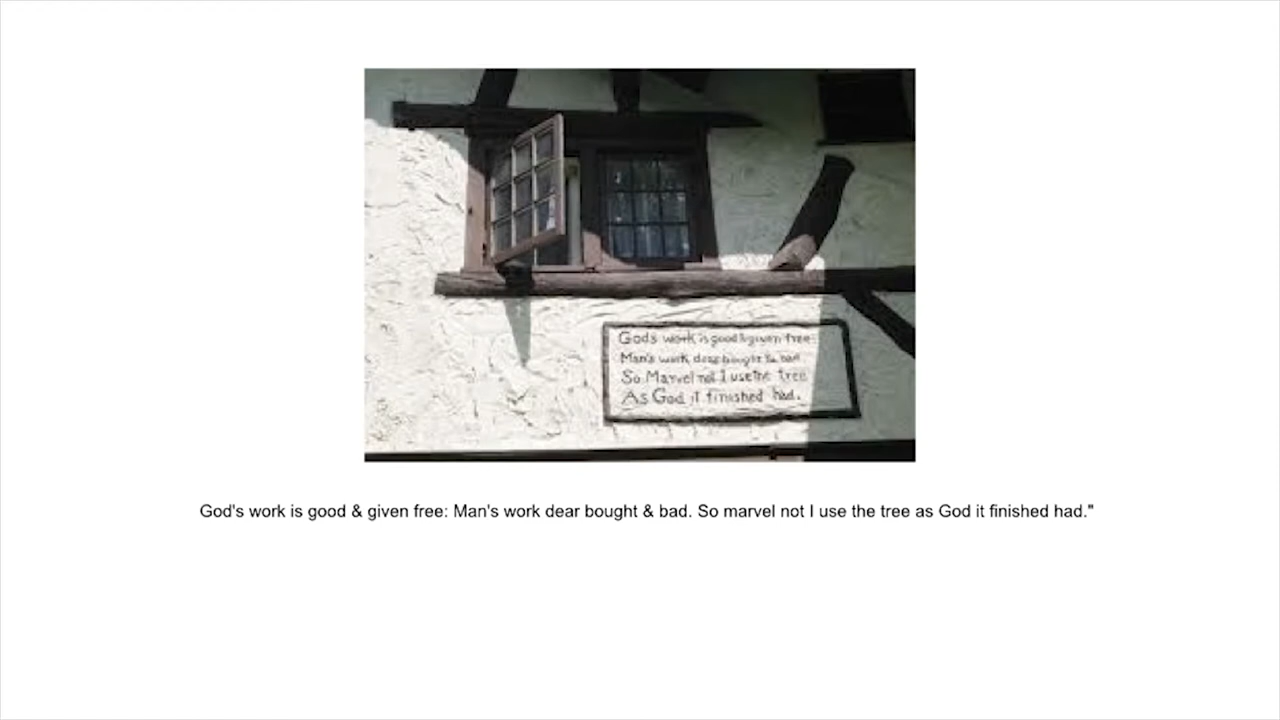 God's work is good & given free:
Man's work dear bought & bad.
So Marvel not I use the tree
As God it finished had.
God's work is good & given free: Man's work dear bought & bad. So marvel not I use the tree as God it finished had."